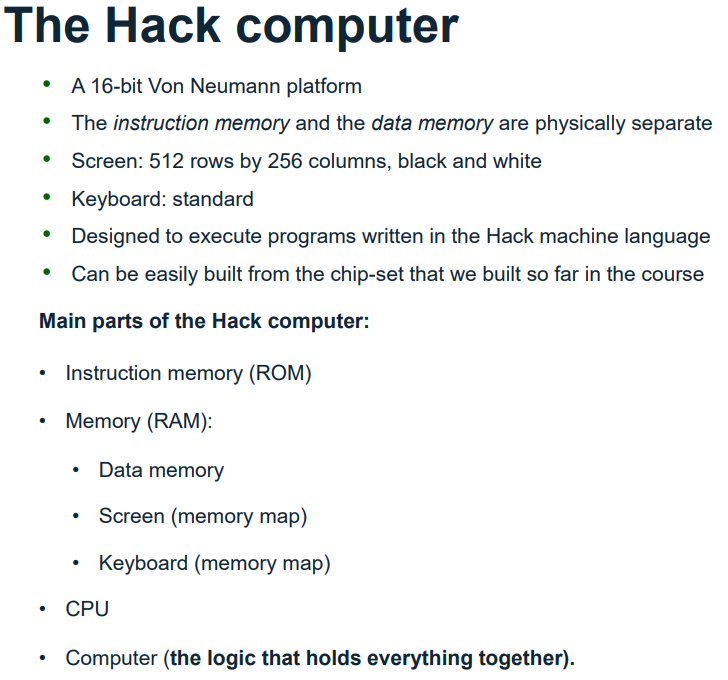 The Hack computer
• A 16-bit Von Neumann platform
• The instruction memory and the data memory are physically separate
• Screen: 512 rows by 256 columns, black and white
• Keyboard: standard
• Designed to execute programs written in the Hack machine language
• Can be easily built from the chip-set that we built so far in the course
Main parts of the Hack computer:
• Instruction memory (ROM)
• Memory (RAM):
• Data memory
• Screen (memory map)
• Keyboard (memory map)
• CPU
• Computer (the logic that holds everything together).